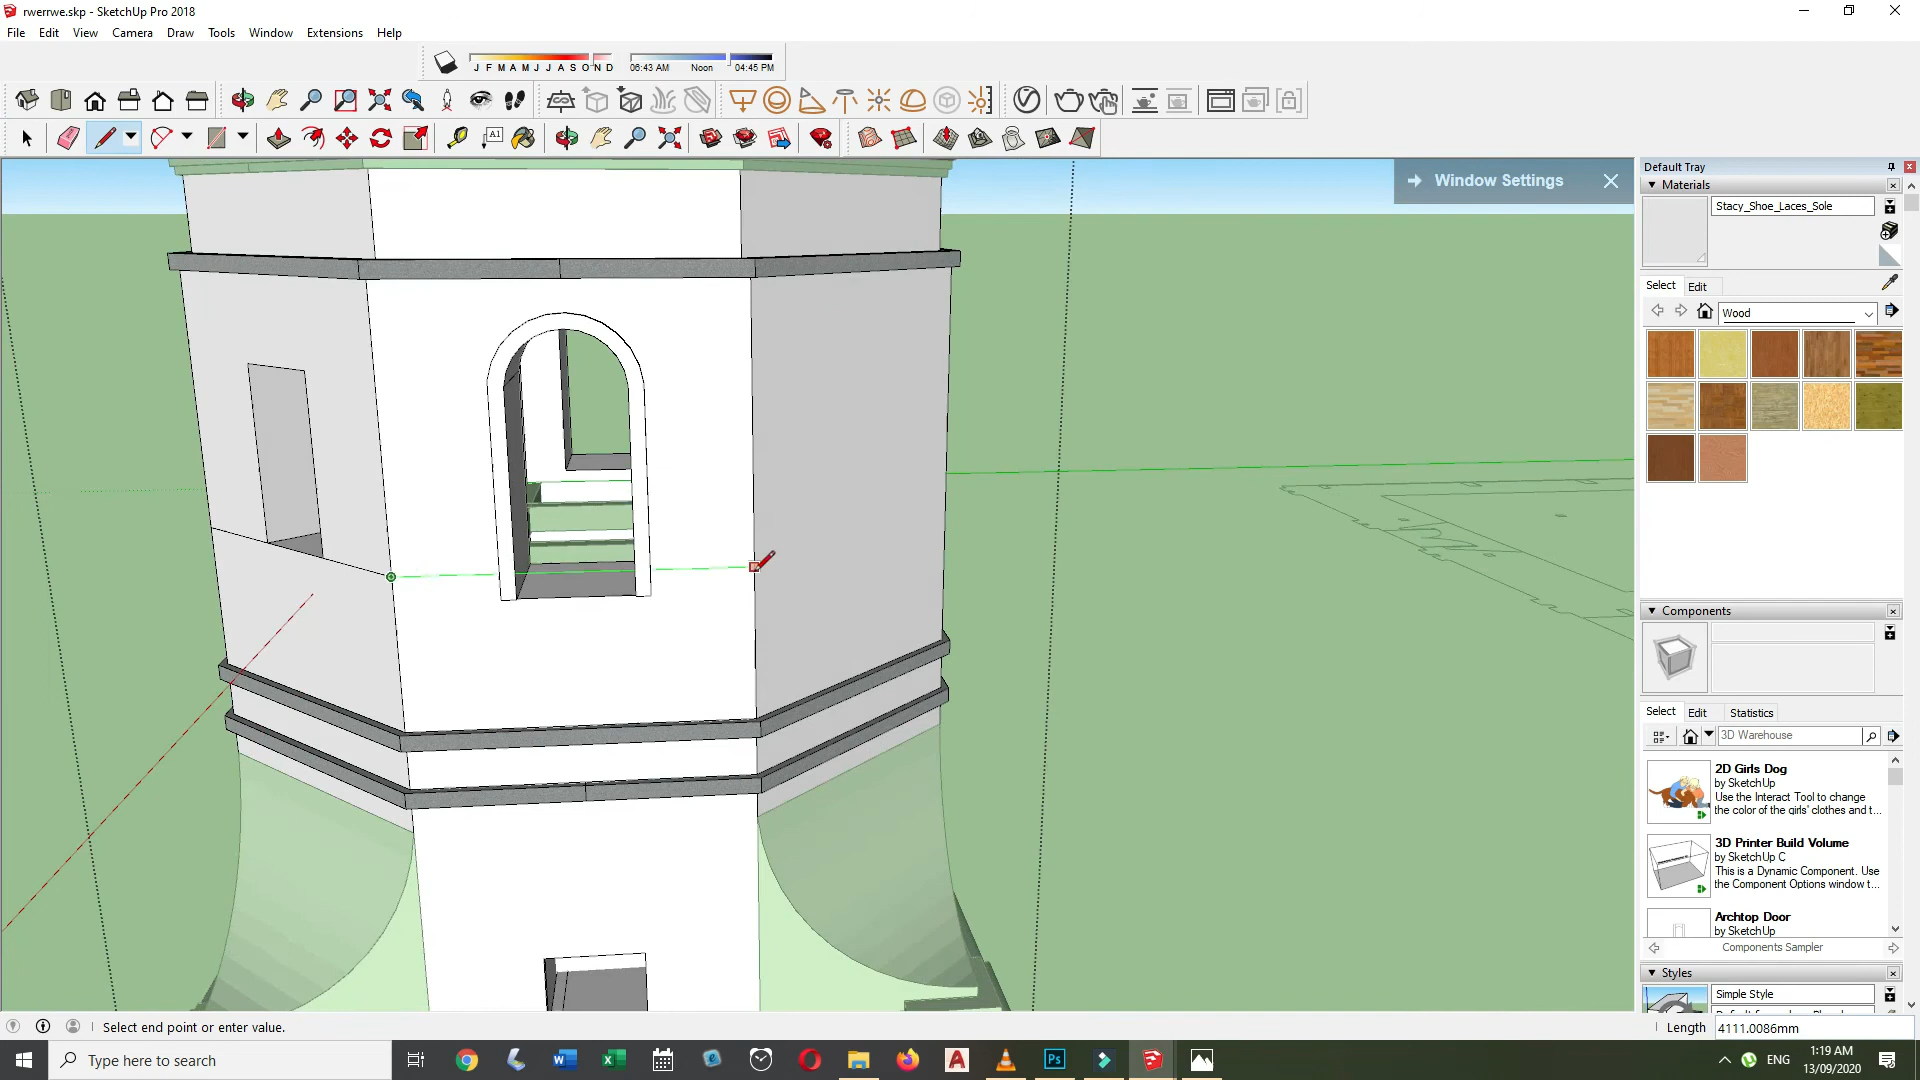 rwerrwe.skp - SketchUp Pro 2018
File Edit View Camera Draw Tools Window Extensions Help
J F M A M J J A S O N D
06:43 AM Noon 04:45 PM
A1
Window Settings
Default Tray
Materials
Stacy_Shoe_Laces_Sole
Select Edit
Wood
Components
Select Edit Statistics
3D Warehouse
2D Girls Dog
by SketchUp
Use the Interact Tool to change
the color of the girls' clothes and t...
3D Printer Build Volume
by SketchUp C
This is a Dynamic Component. Use
the Component Options window t...
Archtop Door
by SketchUp
Components Sampler
Styles
Simple Style
Select end point or enter value.
Length 4111.0086mm
Type here to search
ENG
1:19 AM
13/09/2020